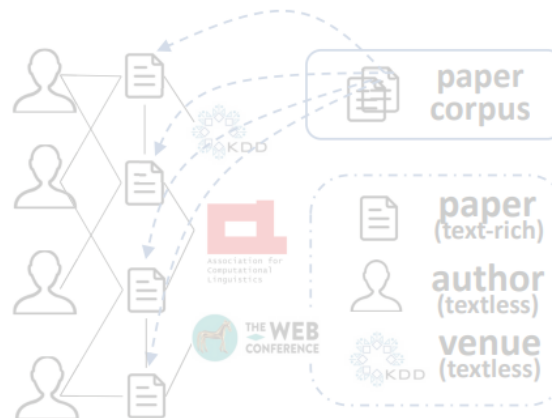 paper
corpus
KDD
Association for
Computational
Linguistics
THE WEB
CONFERENCE
paper
(text-rich)
author
(textless)
venue
(textless)
KDD